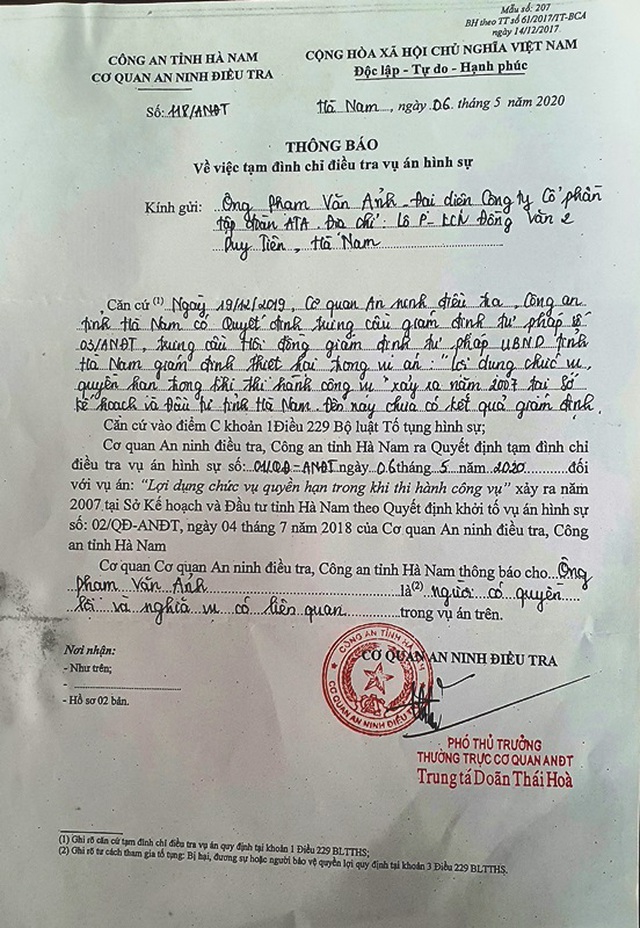 Mẫu số: 207
BH theo TT số 61/2017/TT-BCA
ngày 14/12/2017
CÔNG AN TỈNH HÀ NAM
CƠ QUAN AN NINH ĐIỀU TRA
CỘNG HÒA XÃ HỘI CHỦ NGHĨA VIỆT NAM
Độc lập - Tự do - Hạnh phúc
Số: 118/ANĐT
Hà Nam, ngày 06 tháng 5 năm 2020
THÔNG BÁO
Về việc tạm đình chỉ điều tra vụ án hình sự
Kính gửi: Ông Phạm Văn Ảnh - Đại diện Công ty Cổ phần
tập đoàn ATA. Địa chỉ: Lô P - KCN Đồng Văn 2
Duy Tiên, Hà Nam
Căn cứ (1) Ngày 19/12/2019, Cơ quan An ninh điều tra, Công an
tỉnh Hà Nam có Quyết định trưng cầu giám định tư pháp số
03/ANĐT, trưng cầu Hội đồng giám định tư pháp UBND tỉnh
Hà Nam giám định thiệt hại trong vụ án: "Lợi dụng chức vụ,
quyền hạn trong khi thi hành công vụ" xảy ra năm 2007 tại Sở
Kế hoạch và Đầu tư tỉnh Hà Nam. Đến nay chưa có kết quả giám định.
Căn cứ vào điểm C khoản 1Điều 229 Bộ luật Tố tụng hình sự;
Cơ quan An ninh điều tra, Công an tỉnh Hà Nam ra Quyết định tạm đình chỉ
điều tra vụ án hình sự số: 01/QĐ-ANĐT ngày 06 tháng 5 năm 2020 đối
với vụ án: "Lợi dụng chức vụ quyền hạn trong khi thi hành công vụ" xảy ra năm
2007 tại Sở Kế hoạch và Đầu tư tỉnh Hà Nam theo Quyết định khởi tố vụ án hình sự
số: 02/QĐ-ANĐT, ngày 04 tháng 7 năm 2018 của Cơ quan An ninh điều tra, Công
an tỉnh Hà Nam
Cơ quan Cơ quan An ninh điều tra, Công an tỉnh Hà Nam thông báo cho Ông
Phạm Văn Ảnh là (2) người có quyền
lợi và nghĩa vụ có liên quan trong vụ án trên.
Nơi nhận:
- Như trên;
-
- Hồ sơ 02 bản.
CƠ QUAN AN NINH ĐIỀU TRA
CÔNG AN TỈNH HÀ NAM
CƠ QUAN AN NINH ĐIỀU TRA
PHÓ THỦ TRƯỞNG
THƯỜNG TRỰC CƠ QUAN ANĐT
Trung tá Doãn Thái Hoà
(1) Ghi rõ căn cứ tạm đình chỉ điều tra vụ án quy định tại khoản 1 Điều 229 BLTTHS;
(2) Ghi rõ tư cách tham gia tố tụng: Bị hại, đương sự hoặc người bảo vệ quyền lợi quy định tại khoản 3 Điều 229 BLTTHS.